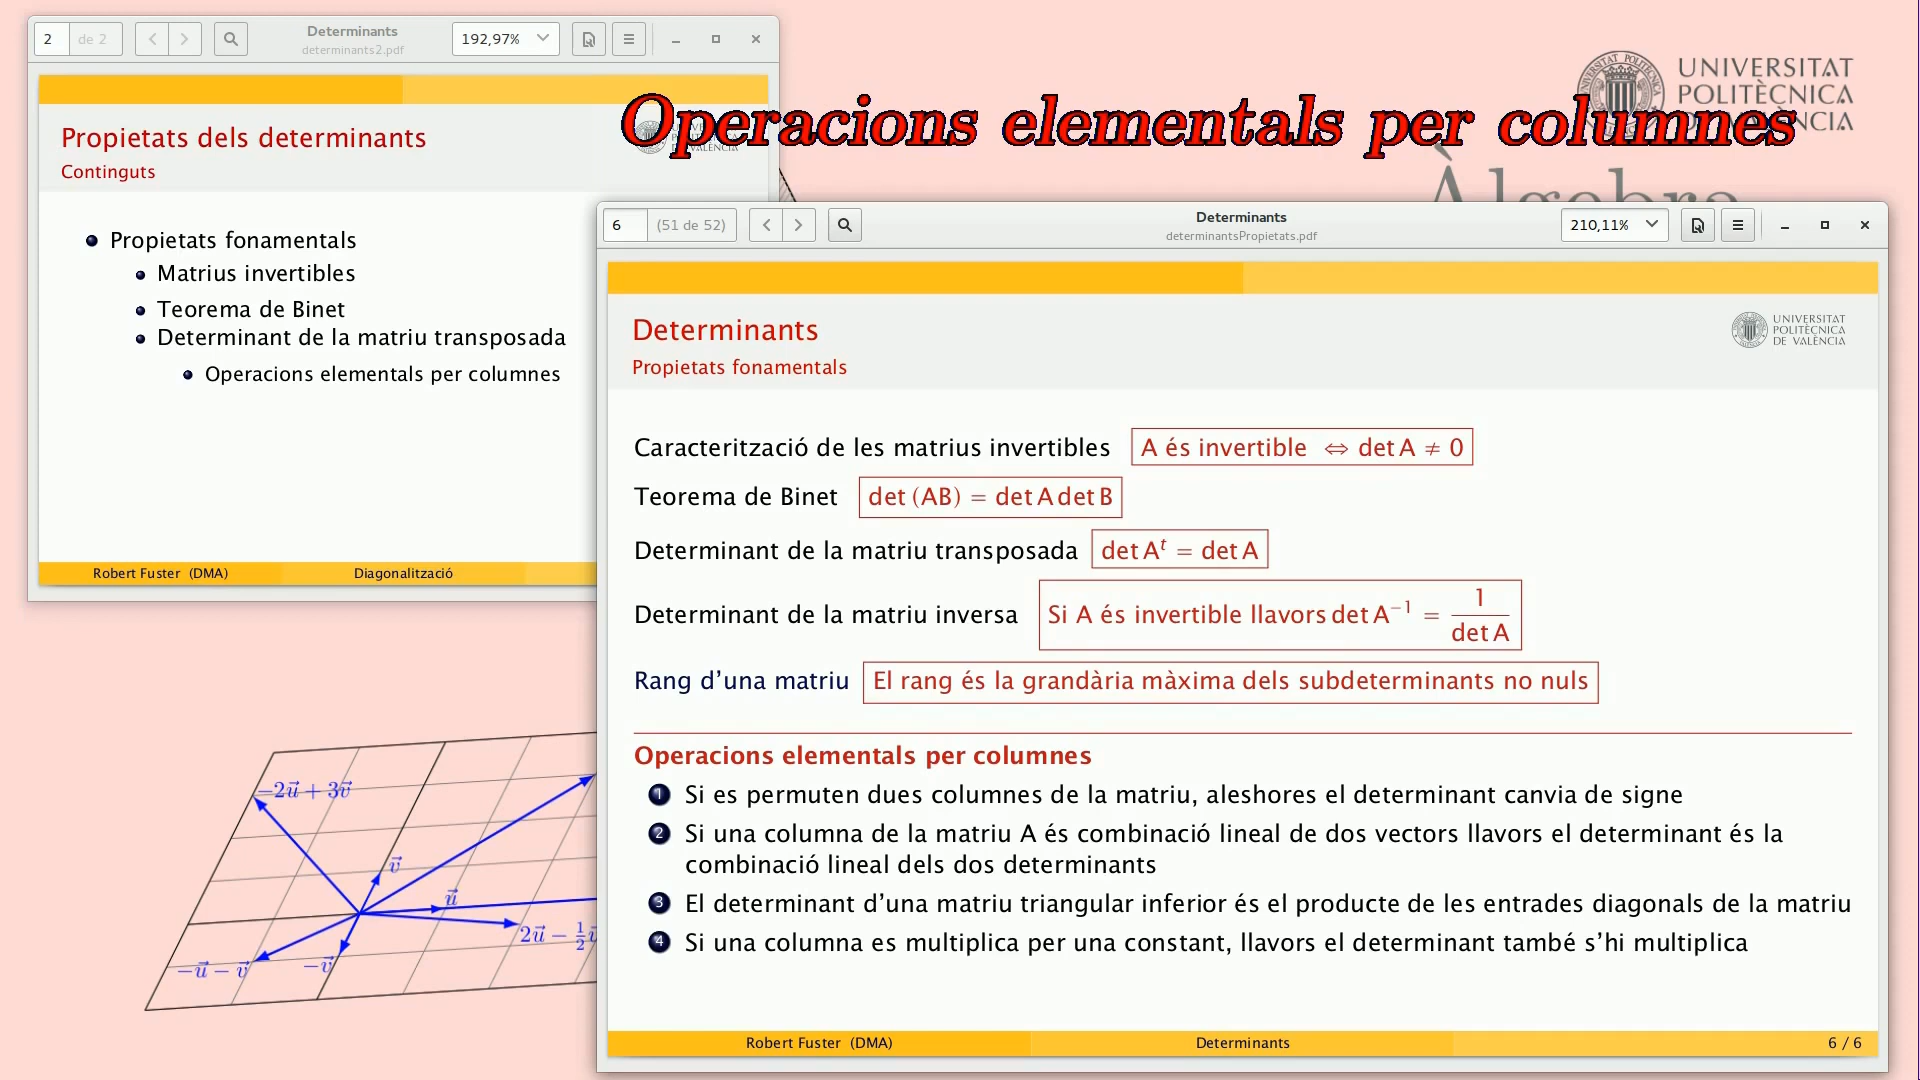 2 de 2
Determinants
determinants2.pdf
192,97%
Propietats dels determinants
Continguts
Propietats fonamentals
Matrius invertibles
Teorema de Binet
Determinant de la matriu transposada
Operacions elementals per columnes
Robert Fuster (DMA) Diagonalització
Operacions elementals per columnes
UNIVERSITAT
POLITÈCNICA
Àlgebra
6 (51 de 52)
Determinants
determinantsPropietats.pdf
210,11%
Determinants
Propietats fonamentals
UNIVERSITAT
POLITÈCNICA
DE VALÈNCIA
Caracterització de les matrius invertibles A és invertible ⇔ det A ≠ 0
Teorema de Binet det (AB) = det A det B
Determinant de la matriu transposada det Aᵗ = det A
Determinant de la matriu inversa Si A és invertible llavors det A⁻¹ = 1/det A
Rang d’una matriu El rang és la grandària màxima dels subdeterminants no nuls
Operacions elementals per columnes
1 Si es permuten dues columnes de la matriu, aleshores el determinant canvia de signe
2 Si una columna de la matriu A és combinació lineal de dos vectors llavors el determinant és la
combinació lineal dels dos determinants
3 El determinant d’una matriu triangular inferior és el producte de les entrades diagonals de la matriu
4 Si una columna es multiplica per una constant, llavors el determinant també s’hi multiplica
Robert Fuster (DMA) Determinants 6 / 6
−2u⃗ + 3v⃗
v⃗
u⃗
2u⃗ − ½v⃗
−u⃗ − v⃗
−v⃗